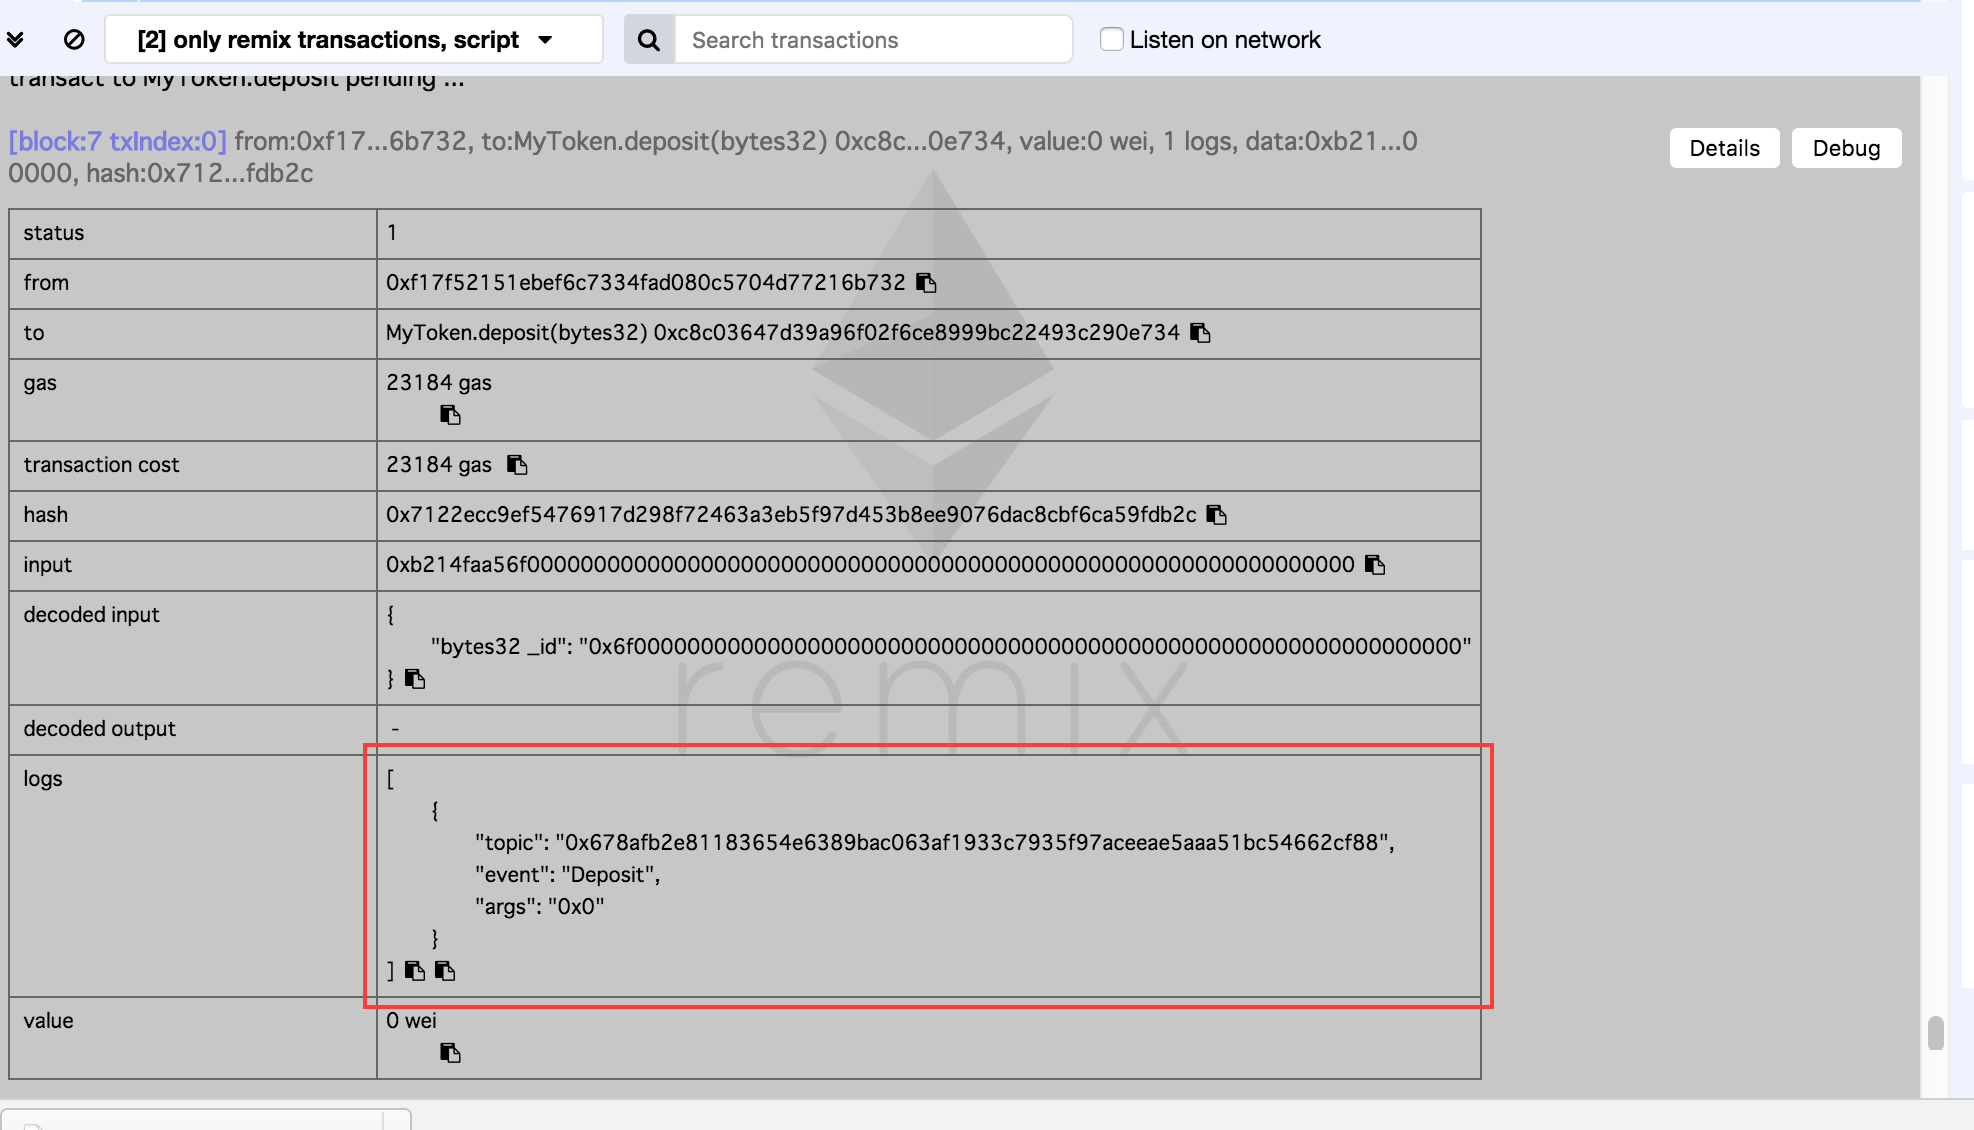 [2] only remix transactions, script
Search transactions
Listen on network
transact to MyToken.deposit pending ...
[block:7 txIndex:0] from:0xf17...6b732, to:MyToken.deposit(bytes32) 0xc8c...0e734, value:0 wei, 1 logs, data:0xb21...0
0000, hash:0x712...fdb2c
Details
Debug
status
1
from
0xf17f52151ebef6c7334fad080c5704d77216b732
to
MyToken.deposit(bytes32) 0xc8c03647d39a96f02f6ce8999bc22493c290e734
gas
23184 gas
transaction cost
23184 gas
hash
0x7122ecc9ef5476917d298f72463a3eb5f97d453b8ee9076dac8cbf6ca59fdb2c
input
0xb214faa56f00000000000000000000000000000000000000000000000000000000000000
decoded input
{
"bytes32 _id": "0x6f00000000000000000000000000000000000000000000000000000000000000"
}
decoded output
-
logs
[
{
"topic": "0x678afb2e81183654e6389bac063af1933c7935f97aceeae5aaa51bc54662cf88",
"event": "Deposit",
"args": "0x0"
}
]
value
0 wei
remix